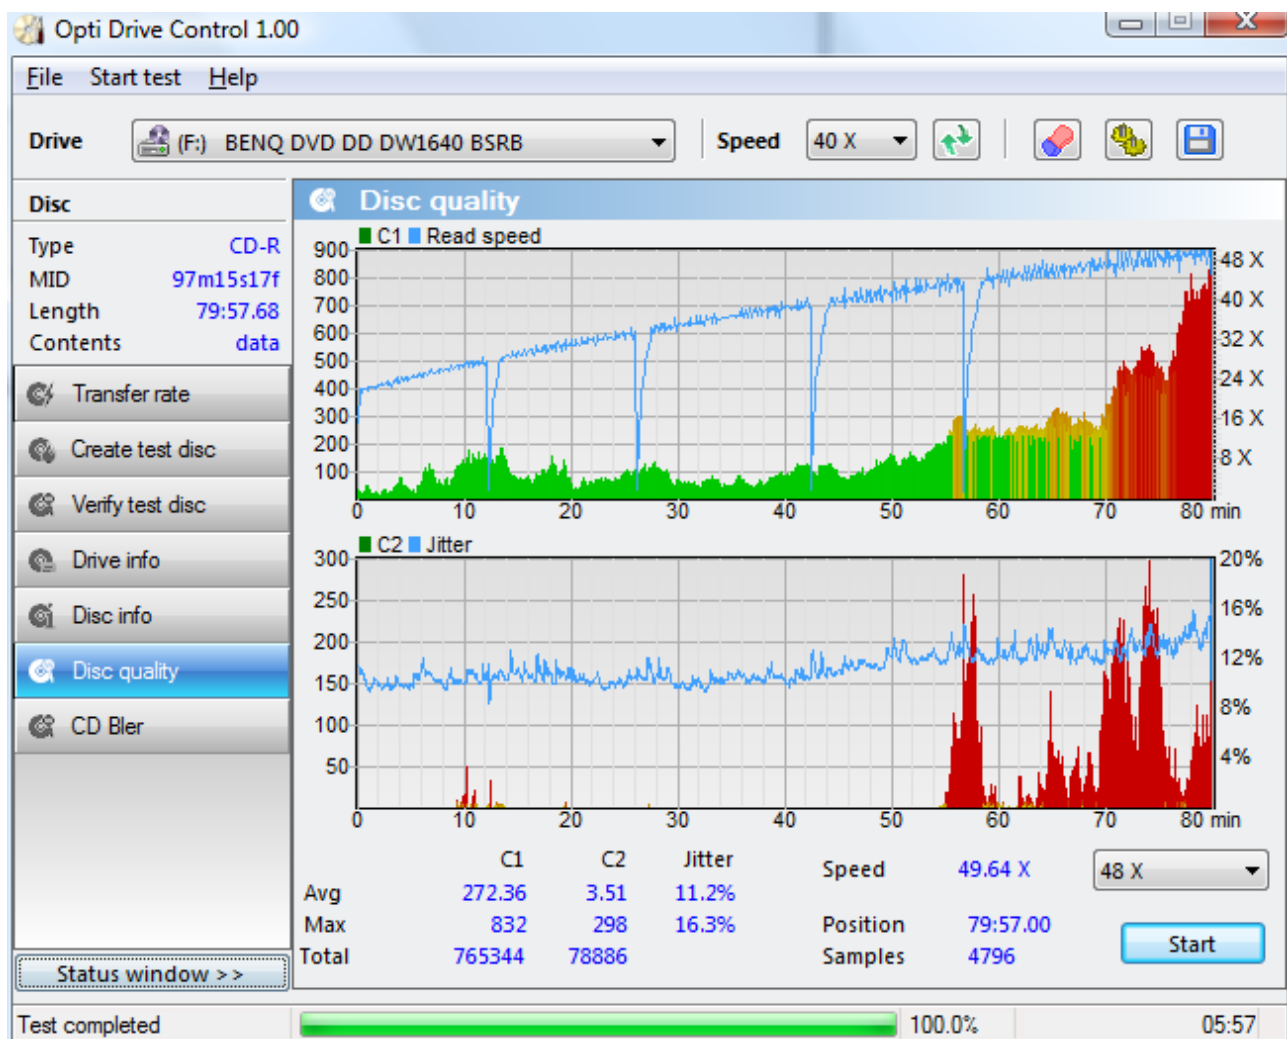 Opti Drive Control 1.00
File Start test Help
Drive (F:) BENQ DVD DD DW1640 BSRB Speed 40 X
Disc
Type CD-R
MID 97m15s17f
Length 79:57.68
Contents data
Transfer rate
Create test disc
Verify test disc
Drive info
Disc info
Disc quality
CD Bler
Status window >>
Disc quality
C1 Read speed
900
800
700
600
500
400
300
200
100
48 X
40 X
32 X
24 X
16 X
8 X
0 10 20 30 40 50 60 70 80 min
C2 Jitter
300
250
200
150
100
50
20%
16%
12%
8%
4%
0 10 20 30 40 50 60 70 80 min
C1 C2 Jitter
Avg 272.36 3.51 11.2%
Max 832 298 16.3%
Total 765344 78886
Speed 49.64 X 48 X
Position 79:57.00
Samples 4796
Start
Test completed 100.0% 05:57